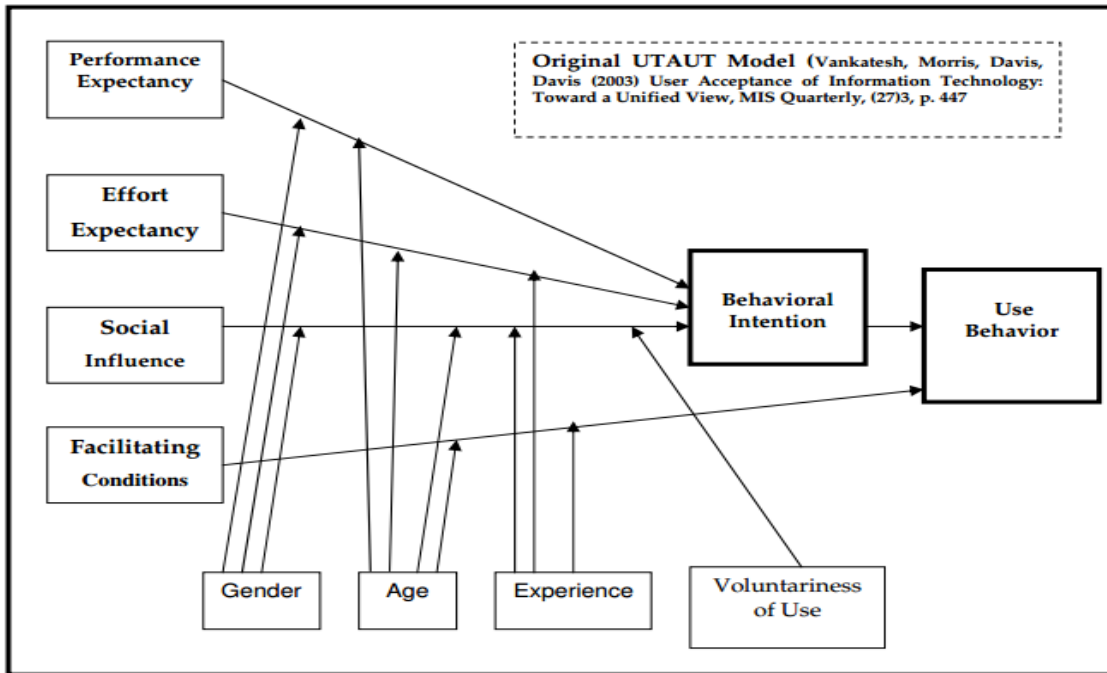 Performance
Expectancy
Original UTAUT Model (Vankatesh, Morris, Davis,
Davis (2003) User Acceptance of Information Technology:
Toward a Unified View, MIS Quarterly, (27)3, p. 447
Effort
Expectancy
Social
Influence
Facilitating
Conditions
Behavioral
Intention
Use
Behavior
Gender
Age
Experience
Voluntariness
of Use